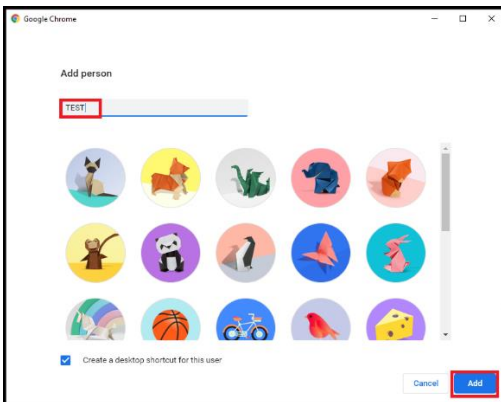 Google Chrome
Add person
TEST
Create a desktop shortcut for this user
Cancel
Add